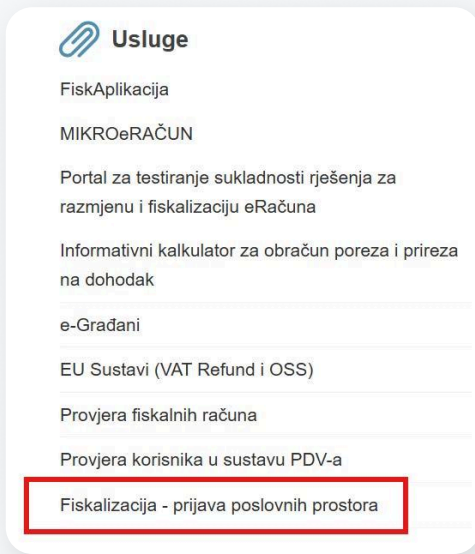 Usluge
FiskAplikacija
MIKROeRAČUN
Portal za testiranje sukladnosti rješenja za
razmjenu i fiskalizaciju eRačuna
Informativni kalkulator za obračun poreza i prireza
na dohodak
e-Građani
EU Sustavi (VAT Refund i OSS)
Provjera fiskalnih računa
Provjera korisnika u sustavu PDV-a
Fiskalizacija - prijava poslovnih prostora